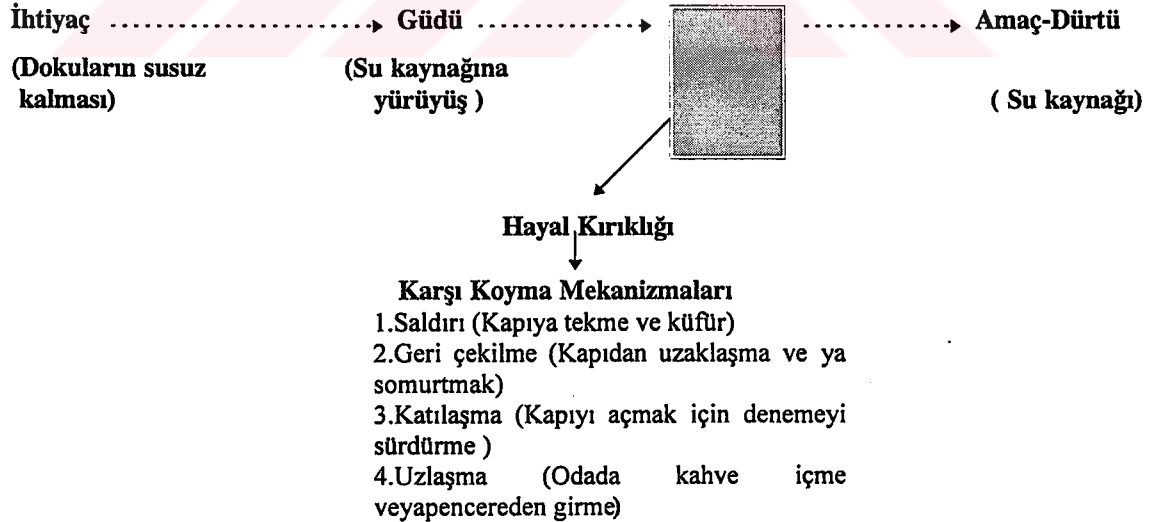 İhtiyaç ........................ Güdü ................ ................ Amaç-Dürtü
(Dokuların susuz (Su kaynağına
kalması) yürüyüş ) ( Su kaynağı)
Hayal Kırıklığı
Karşı Koyma Mekanizmaları
1.Saldırı (Kapıya tekme ve küfür)
2.Geri çekilme (Kapıdan uzaklaşma ve ya
somurtmak)
3.Katılaşma (Kapıyı açmak için denemeyi
sürdürme )
4.Uzlaşma (Odada kahve içme
veyapencereden girme)